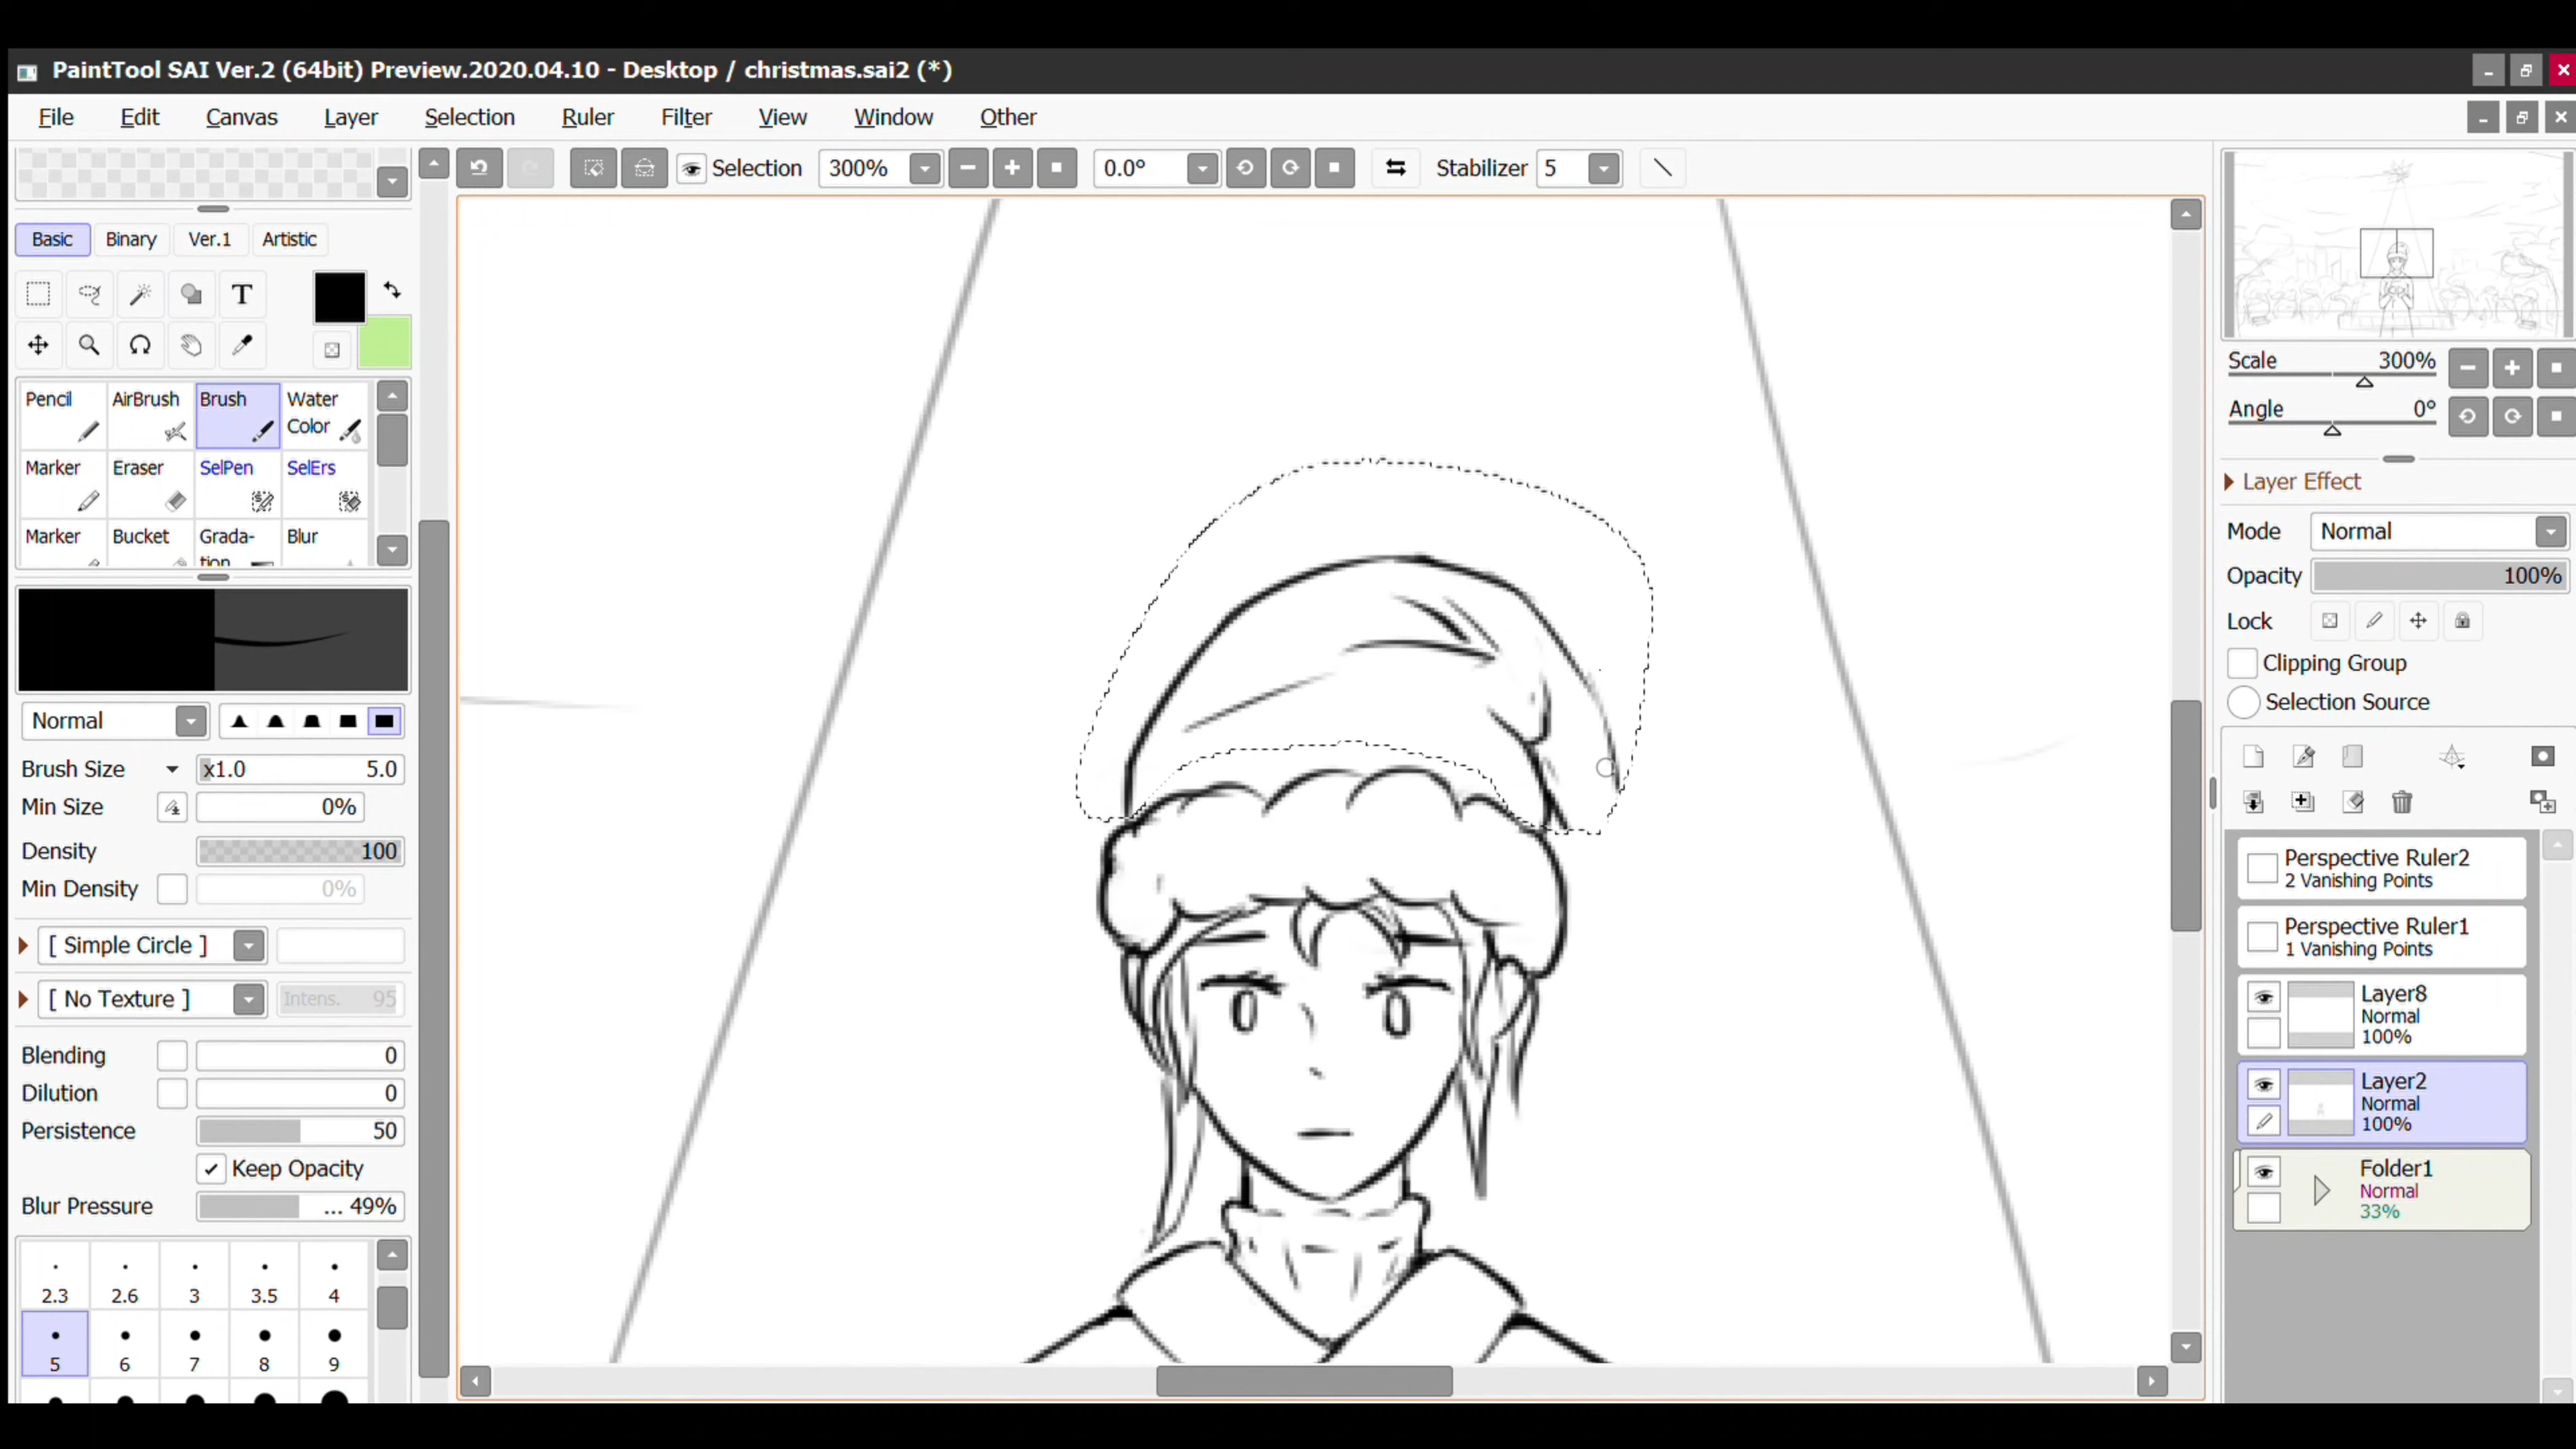 PaintTool SAI Ver.2 (64bit) Preview.2020.04.10 - Desktop / christmas.sai2 (*)
File Edit Canvas Layer Selection Ruler Filter View Window Other
Selection 300% 0.0° Stabilizer 5
Basic Binary Ver.1 Artistic
T
Pencil AirBrush Brush Water Color
Marker Eraser SelPen SelErs
Marker Bucket Grada- Blur
tion
Normal
Brush Size x1.0 5.0
Min Size 0%
Density 100
Min Density 0%
[ Simple Circle ]
[ No Texture ] Intens. 95
Blending 0
Dilution 0
Persistence 50
Keep Opacity
Blur Pressure ... 49%
2.3 2.6 3 3.5 4
5 6 7 8 9
Scale 300%
Angle 0°
Layer Effect
Mode Normal
Opacity 100%
Lock
Clipping Group
Selection Source
Perspective Ruler2
2 Vanishing Points
Perspective Ruler1
1 Vanishing Points
Layer8
Normal
100%
Layer2
Normal
100%
Folder1
Normal
33%